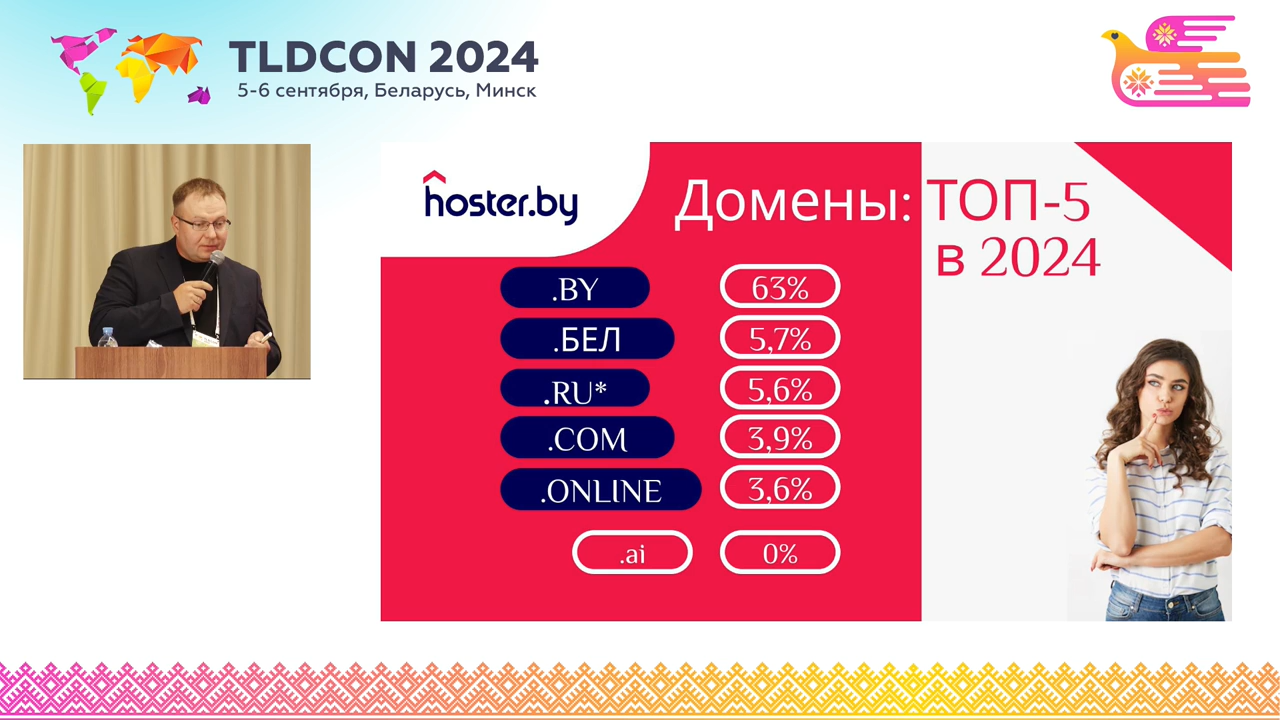 TLDCON 2024
5-6 сентября, Беларусь, Минск
hoster.by
Домены: ТОП-5
в 2024
.BY 63%
.БЕЛ 5,7%
.RU* 5,6%
.COM 3,9%
.ONLINE 3,6%
.ai 0%